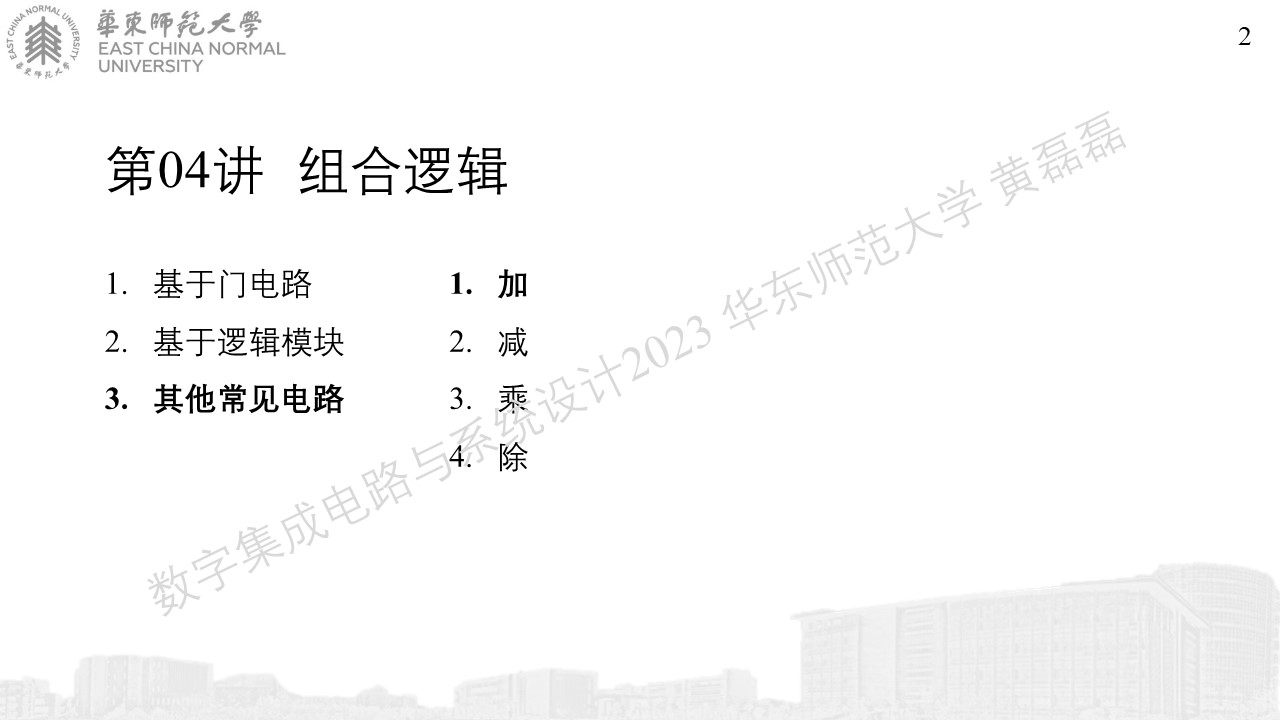 華東師范大學
EAST CHINA NORMAL
UNIVERSITY
EAST CHINA NORMAL UNIVERSITY
華東师范大学
2
第04讲 组合逻辑
1. 基于门电路
2. 基于逻辑模块
3. 其他常见电路
1. 加
2. 减
3. 乘
4. 除
数字集成电路与系统设计2023 华东师范大学 黄磊磊